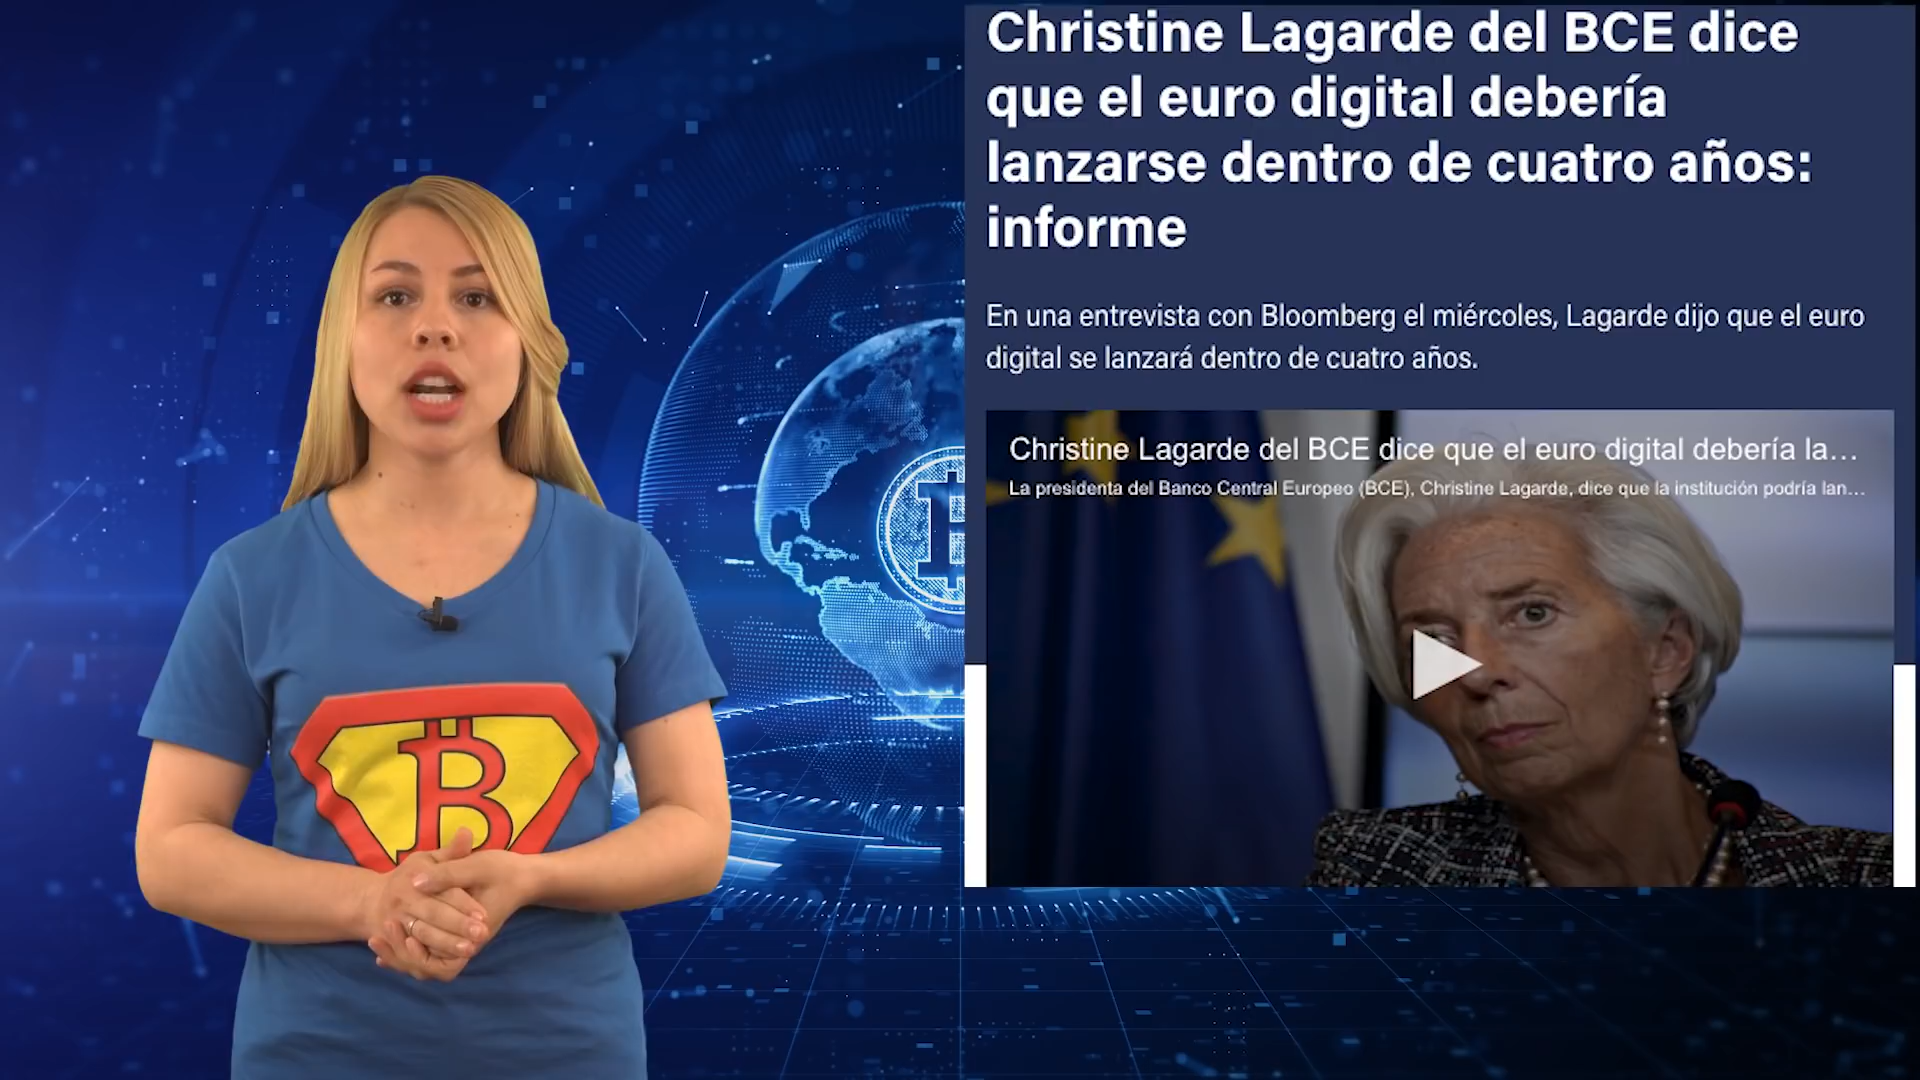 Christine Lagarde del BCE dice
que el euro digital debería
lanzarse dentro de cuatro años:
informe
En una entrevista con Bloomberg el miércoles, Lagarde dijo que el euro
digital se lanzará dentro de cuatro años.
Christine Lagarde del BCE dice que el euro digital debería la...
La presidenta del Banco Central Europeo (BCE), Christine Lagarde, dice que la institución podría lan...
B